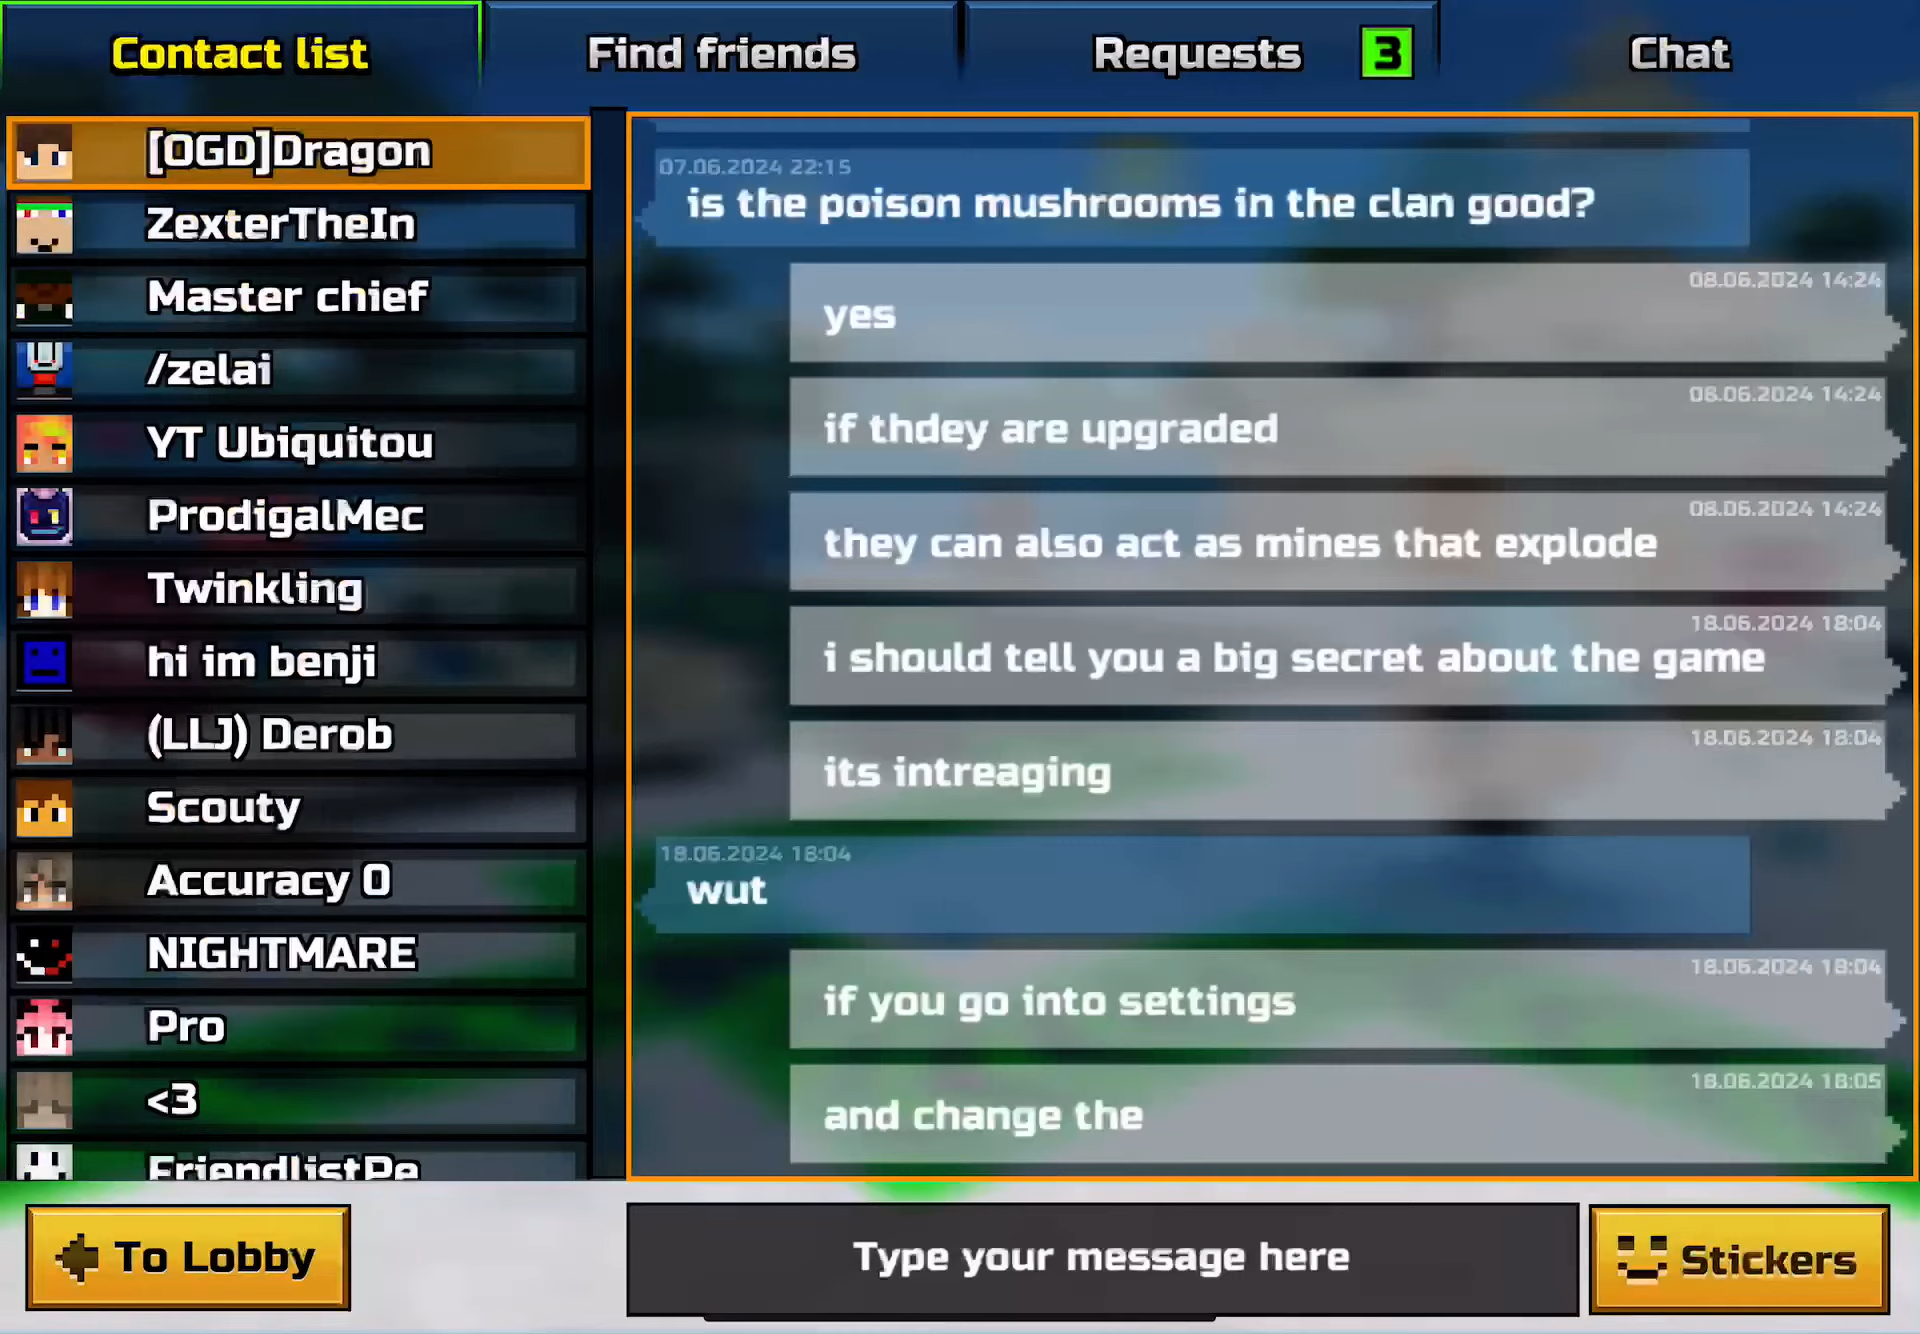 Contact list
Find friends
Requests
3
Chat
[OGD]Dragon
ZexterTheIn
Master chief
/zelai
YT Ubiquitou
ProdigalMec
Twinkling
hi im benji
(LLJ) Derob
Scouty
Accuracy 0
NIGHTMARE
Pro
<3
FriendlistPe
07.06.2024 22:15
is the poison mushrooms in the clan good?
08.06.2024 14:24
yes
08.06.2024 14:24
if thdey are upgraded
08.06.2024 14:24
they can also act as mines that explode
18.06.2024 18:04
i should tell you a big secret about the game
18.06.2024 18:04
its intreaging
18.06.2024 18:04
wut
18.06.2024 18:04
if you go into settings
18.06.2024 18:05
and change the
To Lobby
Type your message here
Stickers